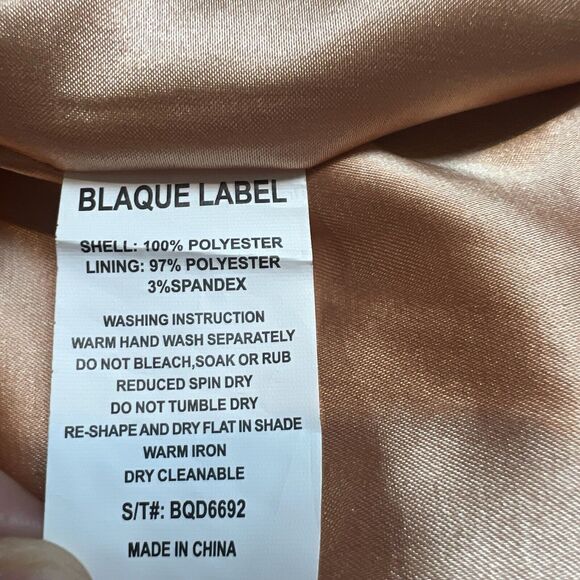 BLAQUE LABEL
SHELL: 100% POLYESTER
LINING: 97% POLYESTER
3%SPANDEX
WASHING INSTRUCTION
WARM HAND WASH SEPARATELY
DO NOT BLEACH,SOAK OR RUB
REDUCED SPIN DRY
DO NOT TUMBLE DRY
RE-SHAPE AND DRY FLAT IN SHADE
WARM IRON
DRY CLEANABLE
S/T#: BQD6692
MADE IN CHINA